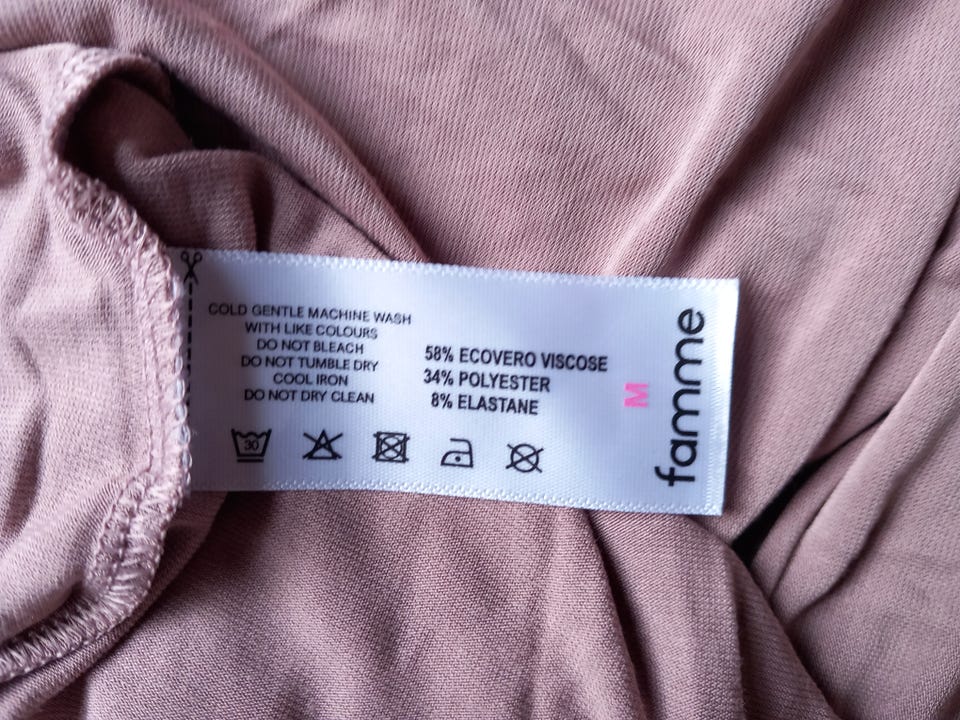 COLD GENTLE MACHINE WASH
WITH LIKE COLOURS
DO NOT BLEACH
DO NOT TUMBLE DRY
COOL IRON
DO NOT DRY CLEAN
30
58% ECOVERO VISCOSE
34% POLYESTER
8% ELASTANE
M
famme